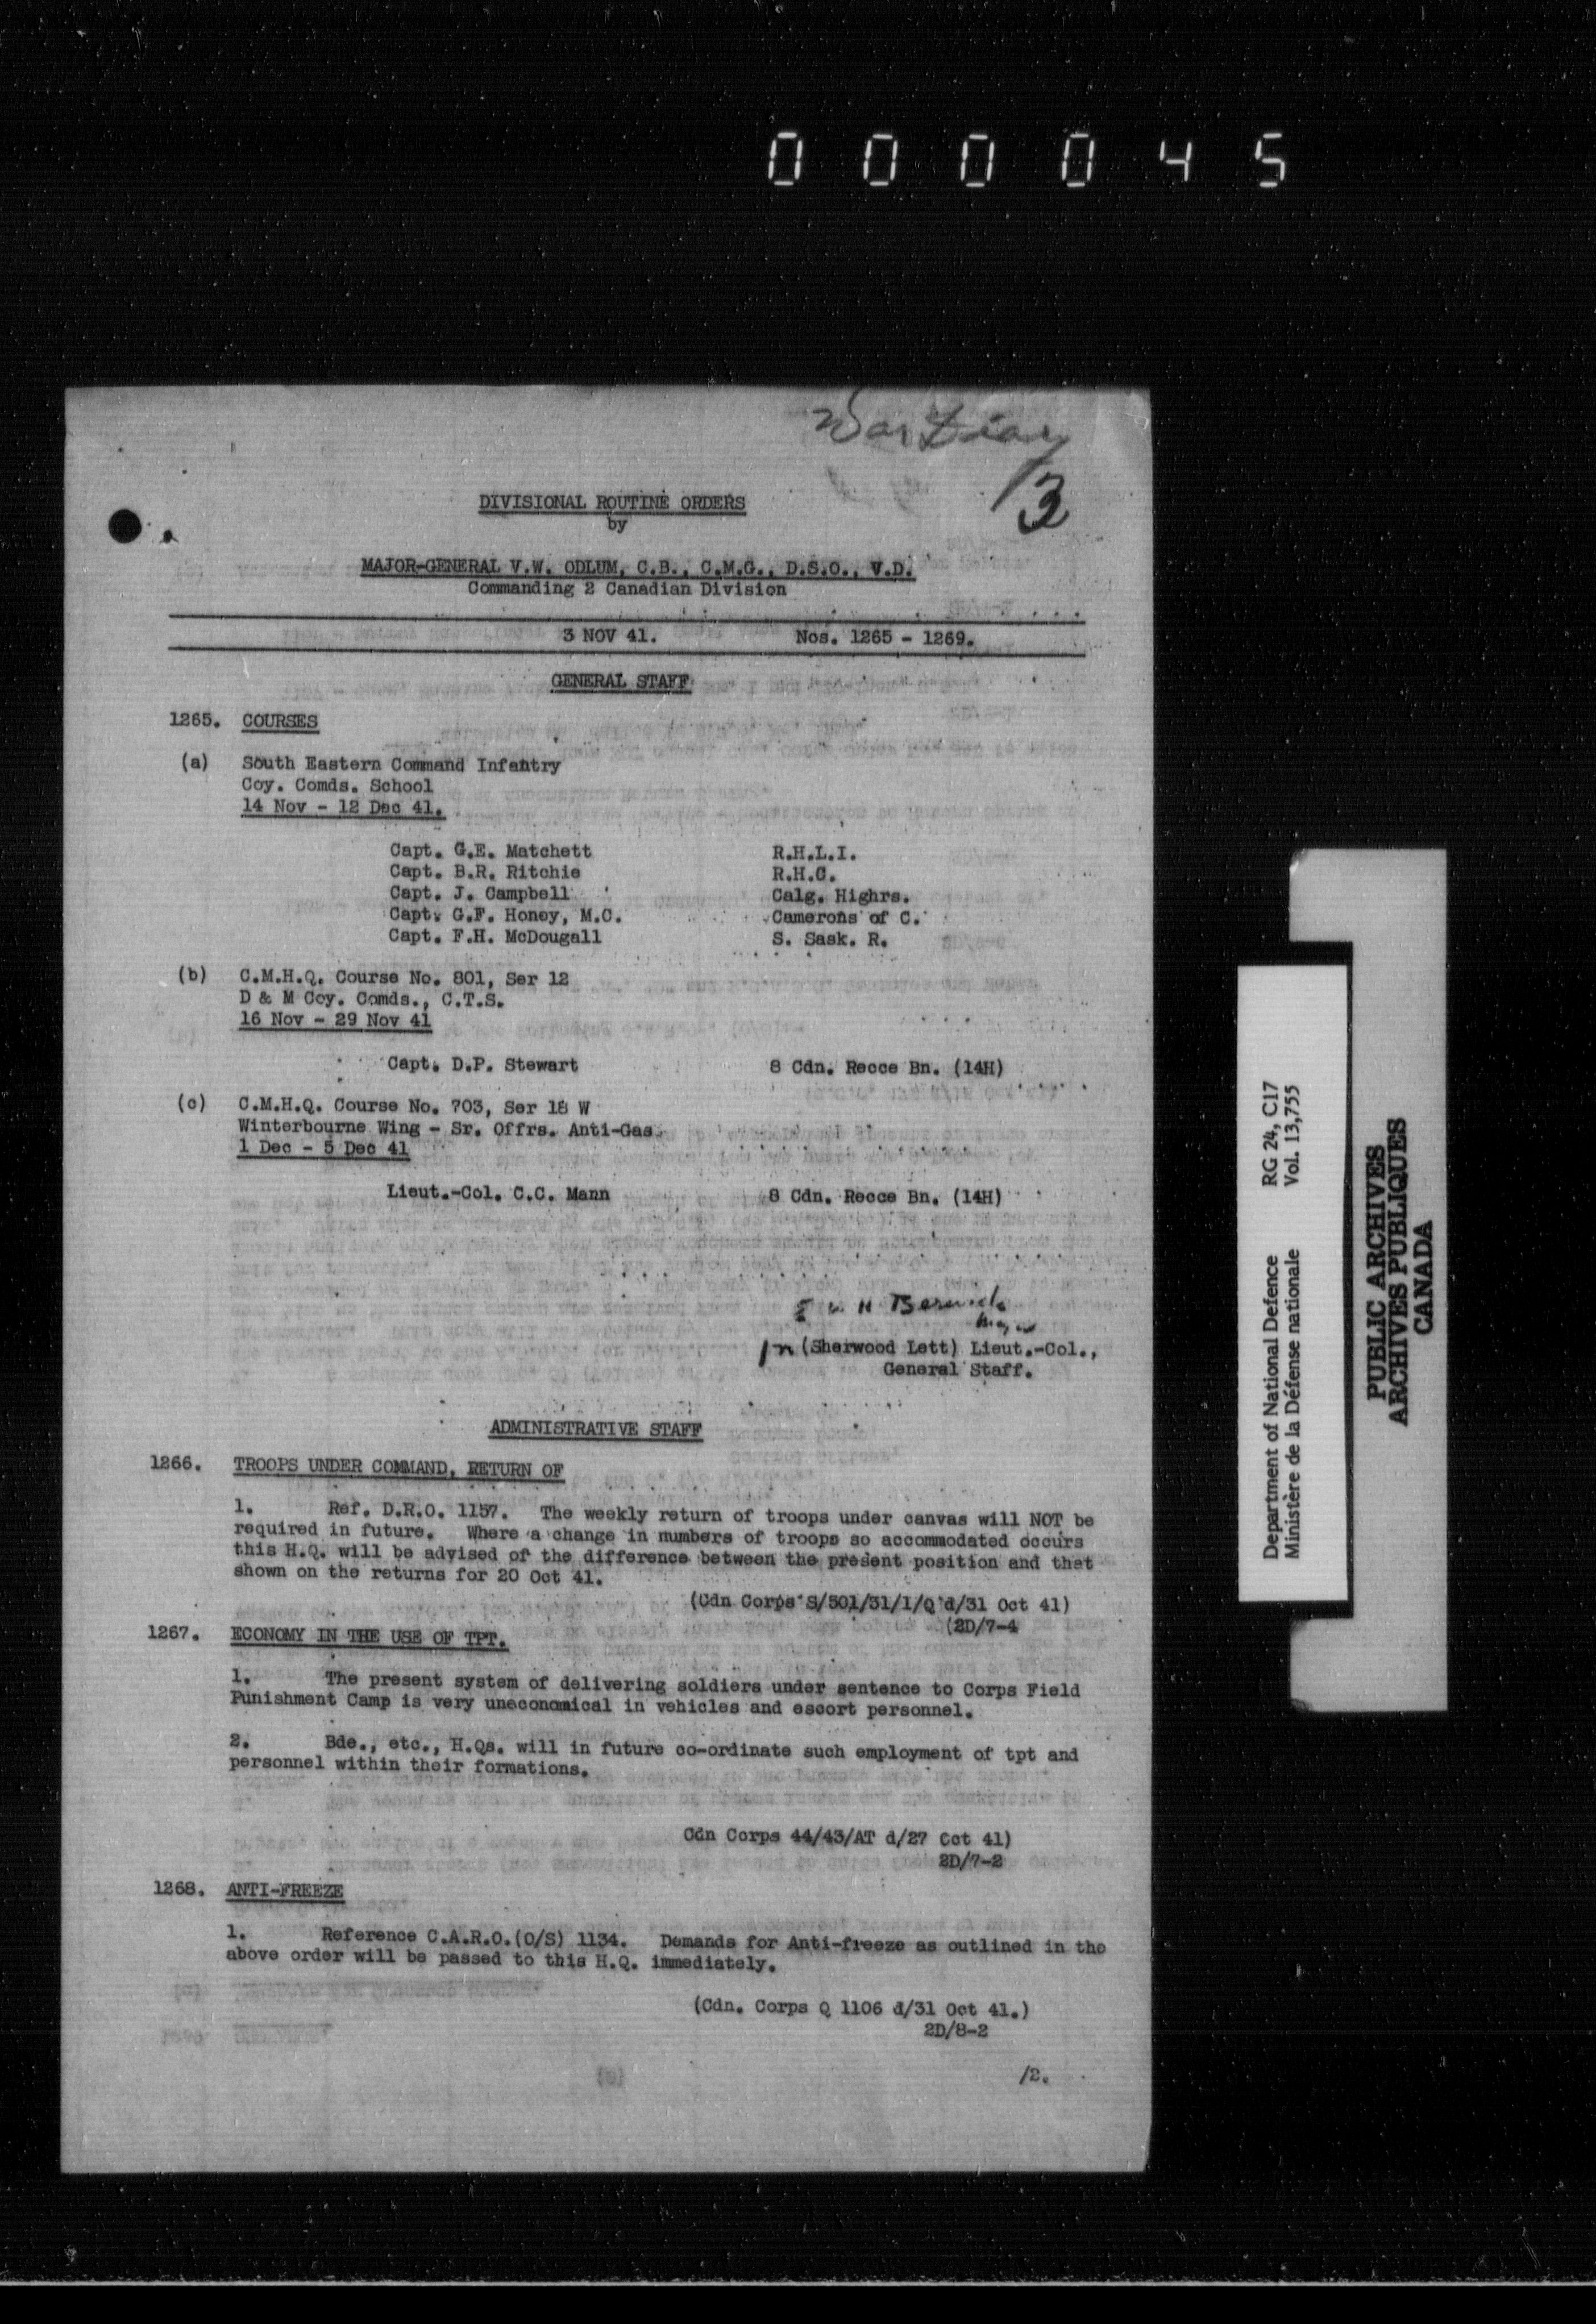 0 0 0 0 4 5
War Diary
3
DIVISIONAL ROUTINE ORDERS
by
MAJOR-GENERAL V.W. ODLUM, C.B., C.M.G., D.S.O., V.D.
Commanding 2 Canadian Division
3 NOV 41. Nos. 1265 - 1269.
GENERAL STAFF
1265. COURSES
(a) South Eastern Command Infantry
Coy. Comds. School
14 Nov - 12 Dec 41.
Capt. G.E. Matchett R.H.L.I.
Capt. B.R. Ritchie R.H.C.
Capt. J. Campbell Calg. Highrs.
Capt. G.F. Honey, M.C. Camerons of C.
Capt. F.H. McDougall S. Sask. R.
(b) C.M.H.Q. Course No. 801, Ser 12
D & M Coy. Comds., C.T.S.
16 Nov - 29 Nov 41
Capt. D.P. Stewart 8 Cdn. Recce Bn. (14H)
(c) C.M.H.Q. Course No. 703, Ser 18 W
Winterbourne Wing - Sr. Offrs. Anti-Gas.
1 Dec - 5 Dec 41
Lieut.-Col. C.C. Mann 8 Cdn. Recce Bn. (14H)
Berwick
Major
(Sherwood Lett) Lieut.-Col.,
General Staff.
ADMINISTRATIVE STAFF
1266. TROOPS UNDER COMMAND, RETURN OF
1. Ref. D.R.O. 1157. The weekly return of troops under canvas will NOT be
required in future. Where a change in numbers of troops so accommodated occurs
this H.Q. will be advised of the difference between the present position and that
shown on the returns for 20 Oct 41.
(Cdn Corps S/501/31/1/Q d/31 Oct 41)
(2D/7-4
1267. ECONOMY IN THE USE OF TPT.
1. The present system of delivering soldiers under sentence to Corps Field
Punishment Camp is very uneconomical in vehicles and escort personnel.
2. Bde., etc., H.Qs. will in future co-ordinate such employment of tpt and
personnel within their formations.
Cdn Corps 44/43/AT d/27 Oct 41)
2D/7-2
1268. ANTI-FREEZE
1. Reference C.A.R.O.(O/S) 1134. Demands for Anti-freeze as outlined in the
above order will be passed to this H.Q. immediately.
(Cdn. Corps Q 1106 d/31 Oct 41.)
2D/8-2
/2.
Department of National Defence RG 24, C17
Ministère de la Défense nationale Vol. 13,755
PUBLIC ARCHIVES
ARCHIVES PUBLIQUES
CANADA